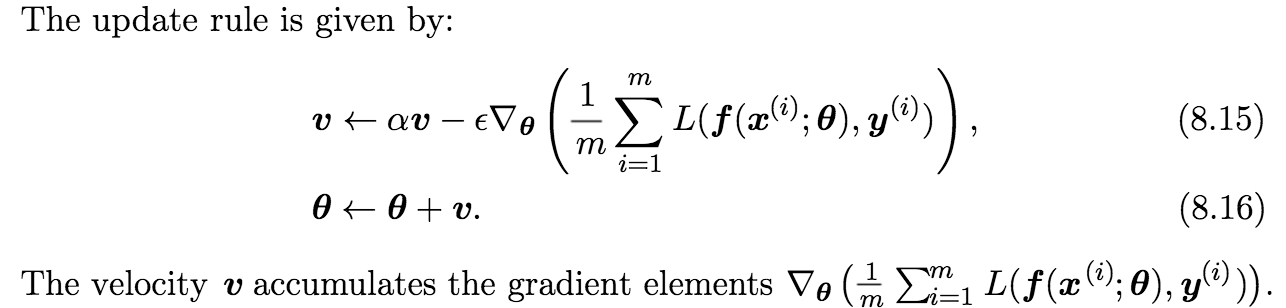 The update rule is given by:
v ← αv − ϵ∇_θ ( 1/m ∑_{i=1}^{m} L(f(x^{(i)}; θ), y^{(i)}) ) , (8.15)
θ ← θ + v. (8.16)
The velocity v accumulates the gradient elements ∇_θ ( 1/m ∑_{i=1}^{m} L(f(x^{(i)}; θ), y^{(i)}) ).